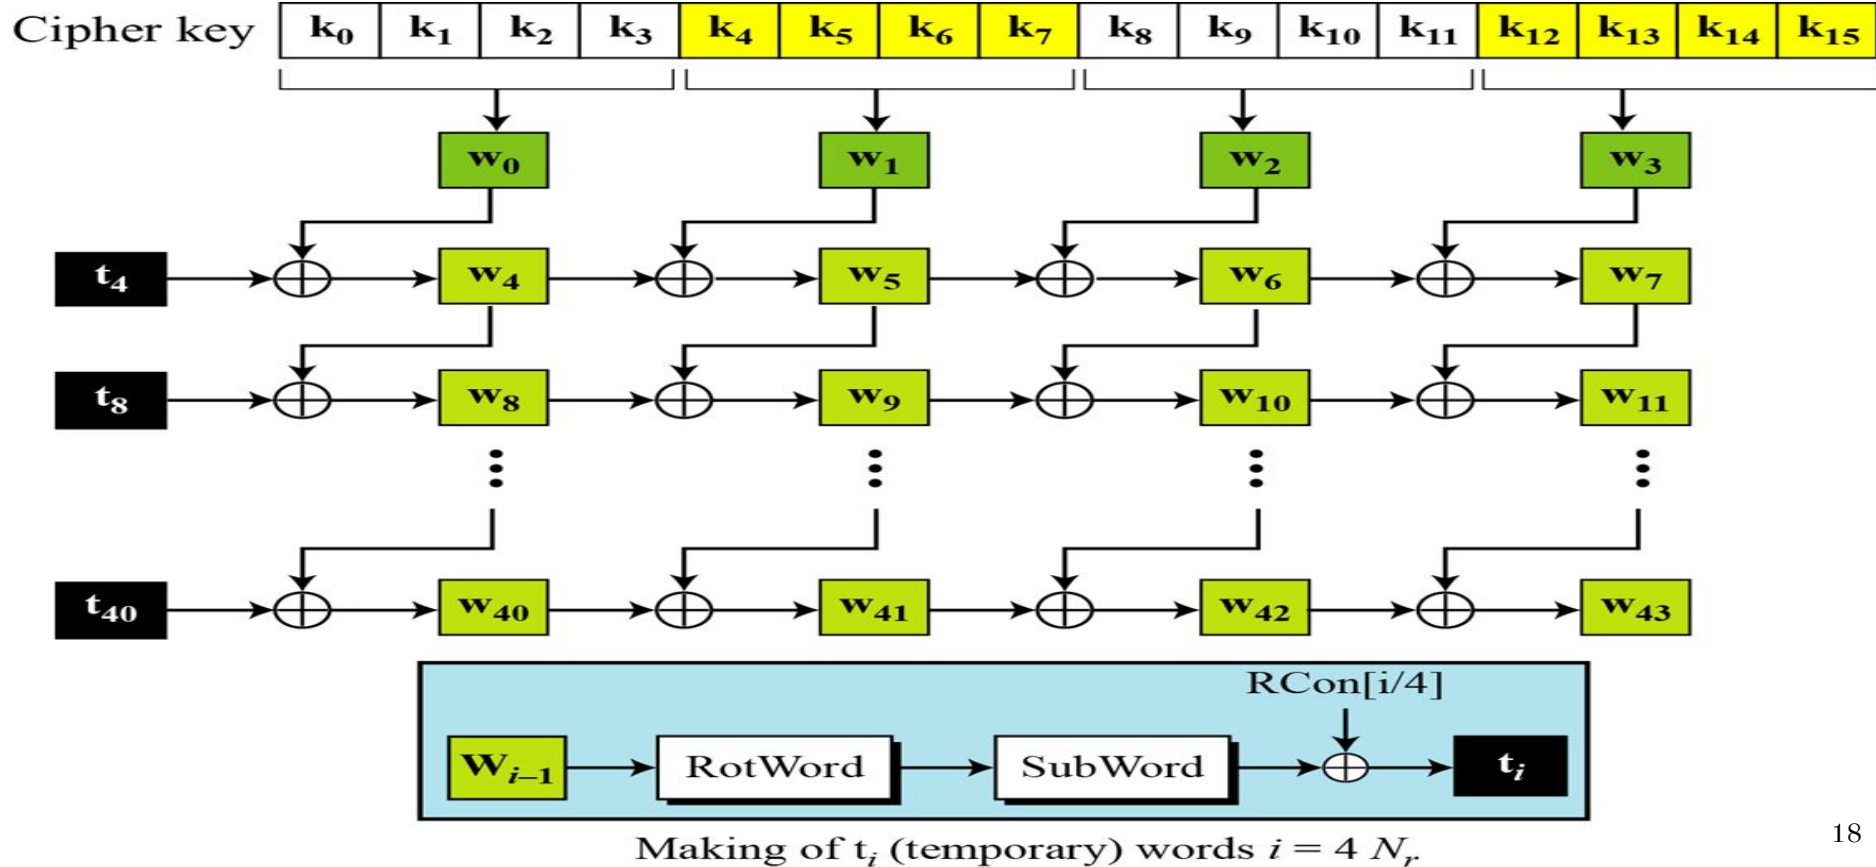 Cipher key k₀ k₁ k₂ k₃ k₄ k₅ k₆ k₇ k₈ k₉ k₁₀ k₁₁ k₁₂ k₁₃ k₁₄ k₁₅
w₀ w₁ w₂ w₃
t₄ w₄ w₅ w₆ w₇
t₈ w₈ w₉ w₁₀ w₁₁
t₄₀ w₄₀ w₄₁ w₄₂ w₄₃
RCon[i/4]
Wᵢ₋₁ RotWord SubWord tᵢ
Making of tᵢ (temporary) words i = 4 Nᵣ
18